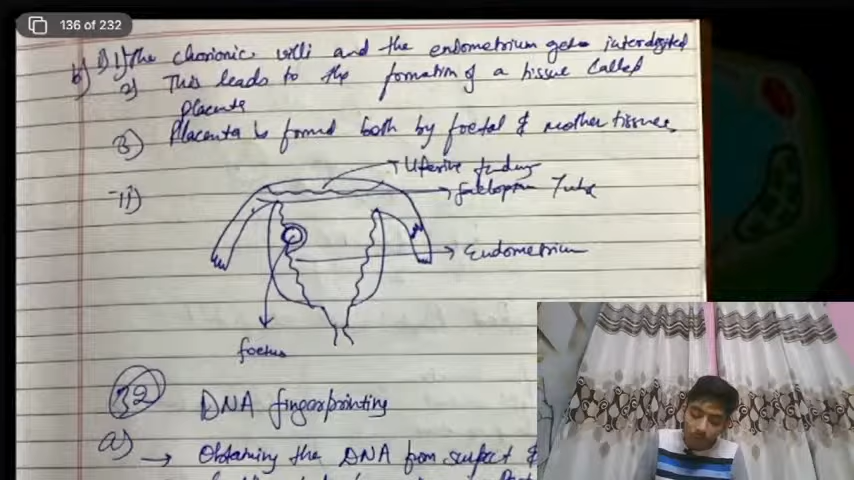 136 of 232
b) i) 1) The chorionic villi and the endometrium gets interdigited
2) This leads to the formation of a tissue called
placenta
3) Placenta is formed both by foetal & mother tissues
ii)
Uterine fundus
Fallopian Tube
Endometrium
foetus
32 DNA fingerprinting
a) → Obtaining the DNA from suspect &